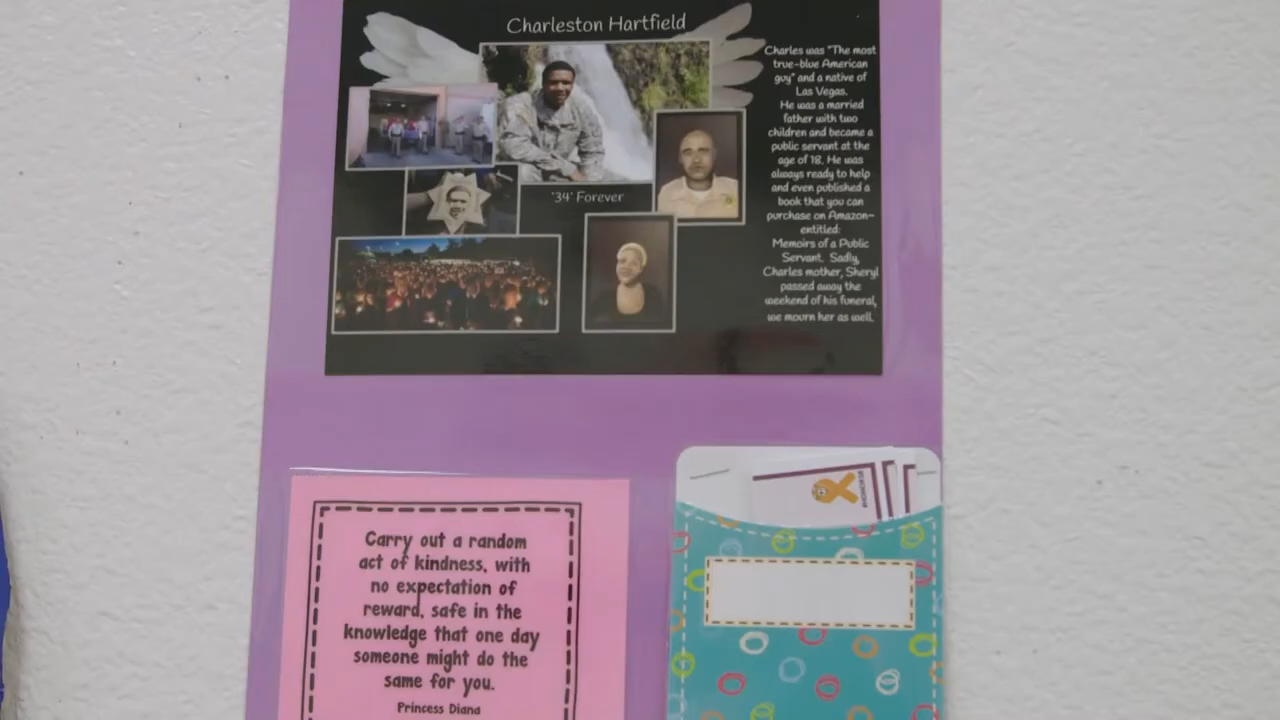 Charleston Hartfield
'34' Forever
Charles was "The most
true-blue American
guy" and a native of
Las Vegas.
He was a married
father with two
children and became a
public servant at the
age of 18. He was
always ready to help
and even published a
book that you can
purchase on Amazon-
entitled:
Memoirs of a Public
Servant. Sadly,
Charles mother, Sheryl
passed away the
weekend of his funeral,
we mourn her as well.
Carry out a random
act of kindness, with
no expectation of
reward, safe in the
knowledge that one day
someone might do the
same for you.
Princess Diana